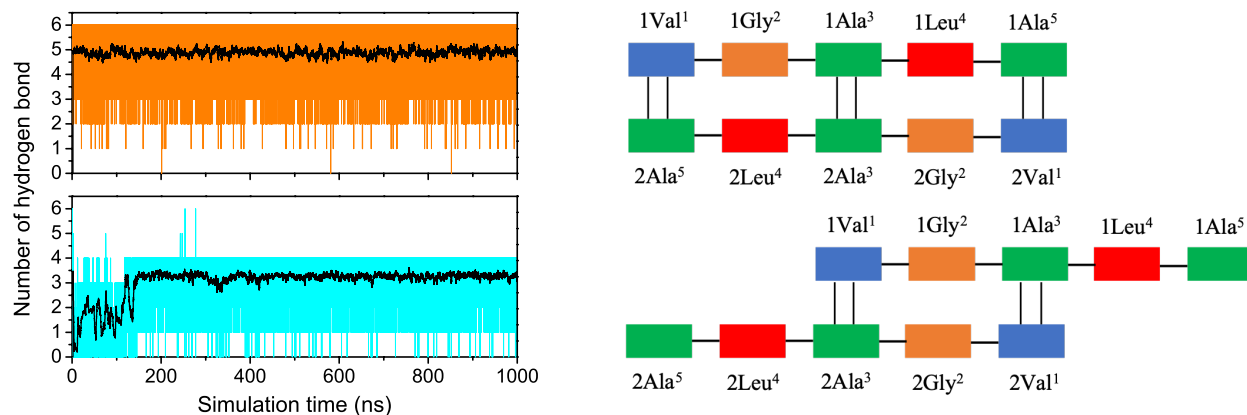 Number of hydrogen bond
6
5
4
3
2
1
0
6
5
4
3
2
1
0
0 200 400 600 800 1000
Simulation time (ns)
1Val¹ 1Gly² 1Ala³ 1Leu⁴ 1Ala⁵
2Ala⁵ 2Leu⁴ 2Ala³ 2Gly² 2Val¹
1Val¹ 1Gly² 1Ala³ 1Leu⁴ 1Ala⁵
2Ala⁵ 2Leu⁴ 2Ala³ 2Gly² 2Val¹